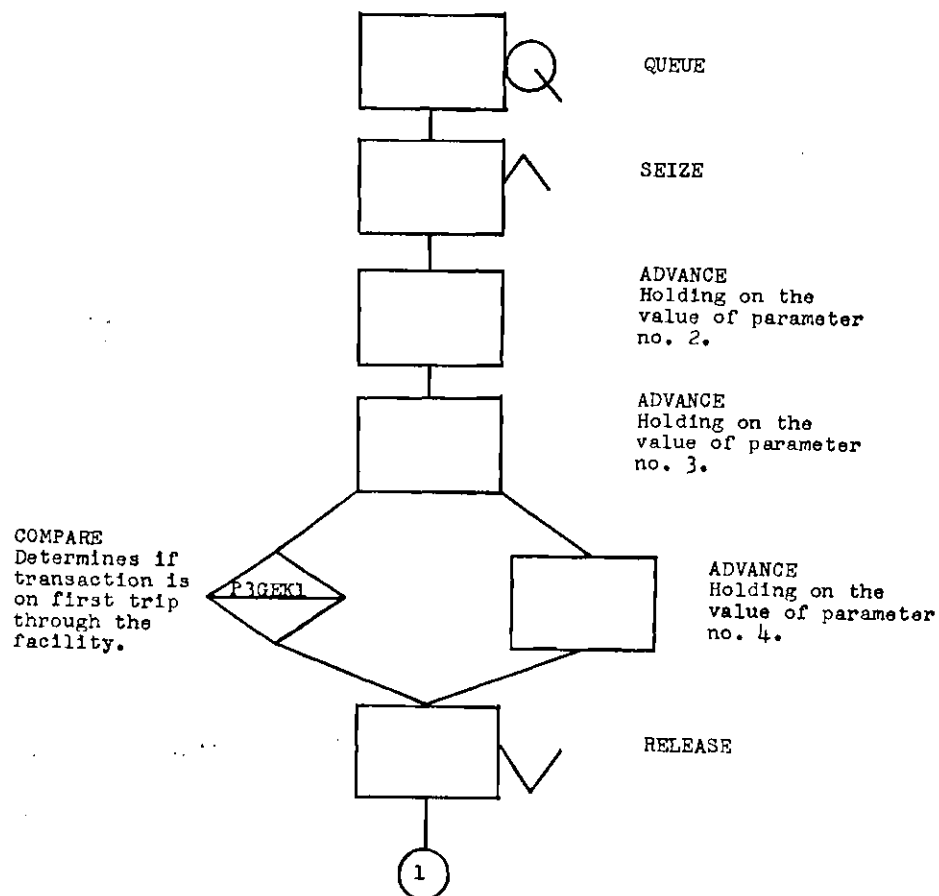 QUEUE
SEIZE
ADVANCE
Holding on the
value of parameter
no. 2.
ADVANCE
Holding on the
value of parameter
no. 3.
COMPARE
Determines if
transaction is
on first trip
through the
facility.
P3GEK1
ADVANCE
Holding on the
value of parameter
no. 4.
RELEASE
1